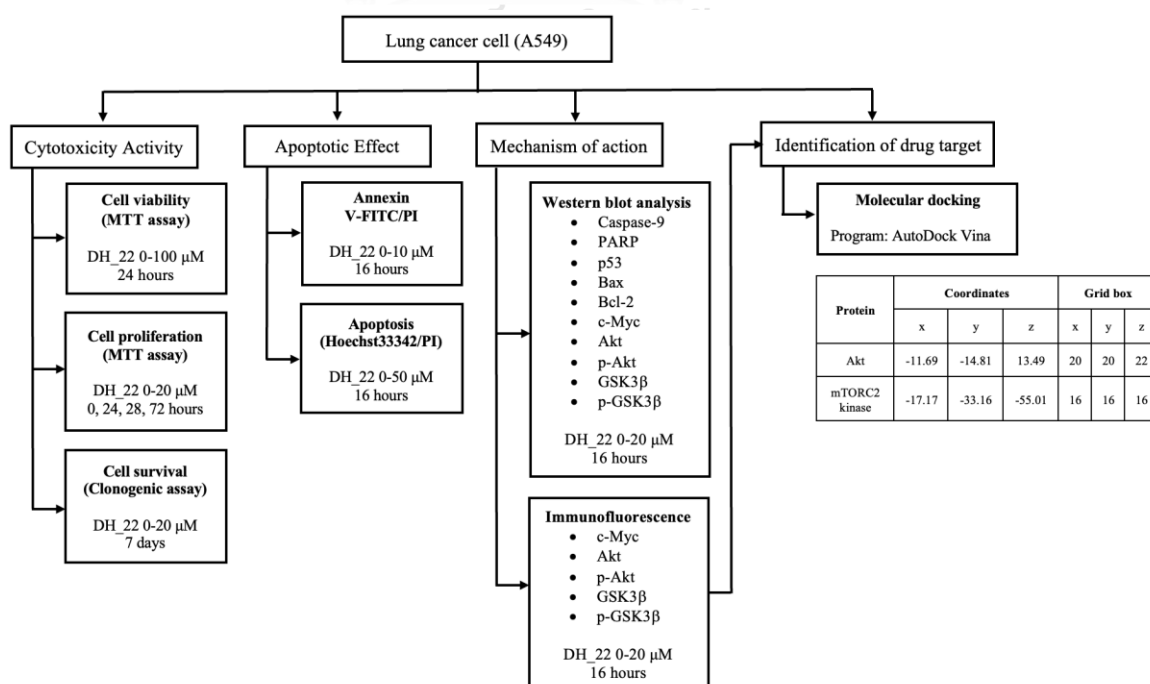 Lung cancer cell (A549)
Cytotoxicity Activity
Cell viability
(MTT assay)
DH_22 0-100 μM
24 hours
Cell proliferation
(MTT assay)
DH_22 0-20 μM
0, 24, 28, 72 hours
Cell survival
(Clonogenic assay)
DH_22 0-20 μM
7 days
Apoptotic Effect
Annexin
V-FITC/PI
DH_22 0-10 μM
16 hours
Apoptosis
(Hoechst33342/PI)
DH_22 0-50 μM
16 hours
Mechanism of action
Western blot analysis
• Caspase-9
• PARP
• p53
• Bax
• Bcl-2
• c-Myc
• Akt
• p-Akt
• GSK3β
• p-GSK3β
DH_22 0-20 μM
16 hours
Immunofluorescence
• c-Myc
• Akt
• p-Akt
• GSK3β
• p-GSK3β
DH_22 0-20 μM
16 hours
Identification of drug target
Molecular docking
Program: AutoDock Vina
Protein Coordinates Grid box
x y z x y z
Akt -11.69 -14.81 13.49 20 20 22
mTORC2
kinase -17.17 -33.16 -55.01 16 16 16